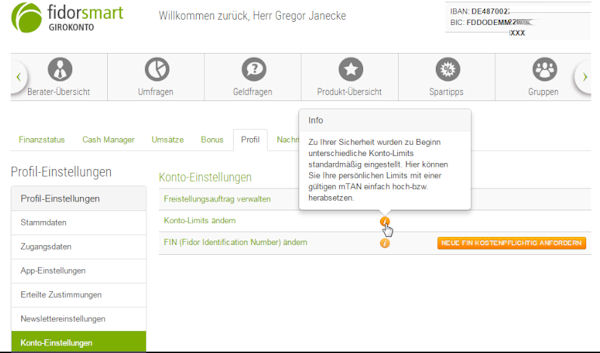 fidorsmart
GIROKONTO
Willkommen zurück, Herr Gregor Janecke
IBAN: DE487002
BIC: FDDODEMM
XXX
Berater-Übersicht
Umfragen
Geldfragen
Produkt-Übersicht
Spartipps
Gruppen
Finanzstatus
Cash Manager
Umsätze
Bonus
Profil
Info
Zu Ihrer Sicherheit wurden zu Beginn
unterschiedliche Konto-Limits
standardmäßig eingestellt. Hier können
Sie Ihre persönlichen Limits mit einer
gültigen mTAN einfach hoch-bzw.
herabsetzen.
Profil-Einstellungen
Profil-Einstellungen
Stammdaten
Zugangsdaten
App-Einstellungen
Erteilte Zustimmungen
Newslettereinstellungen
Konto-Einstellungen
Konto-Einstellungen
Freistellungsauftrag verwalten
Konto-Limits ändern
FIN (Fidor Identification Number) ändern
NEUE FIN KOSTENPFLICHTIG ANFORDERN